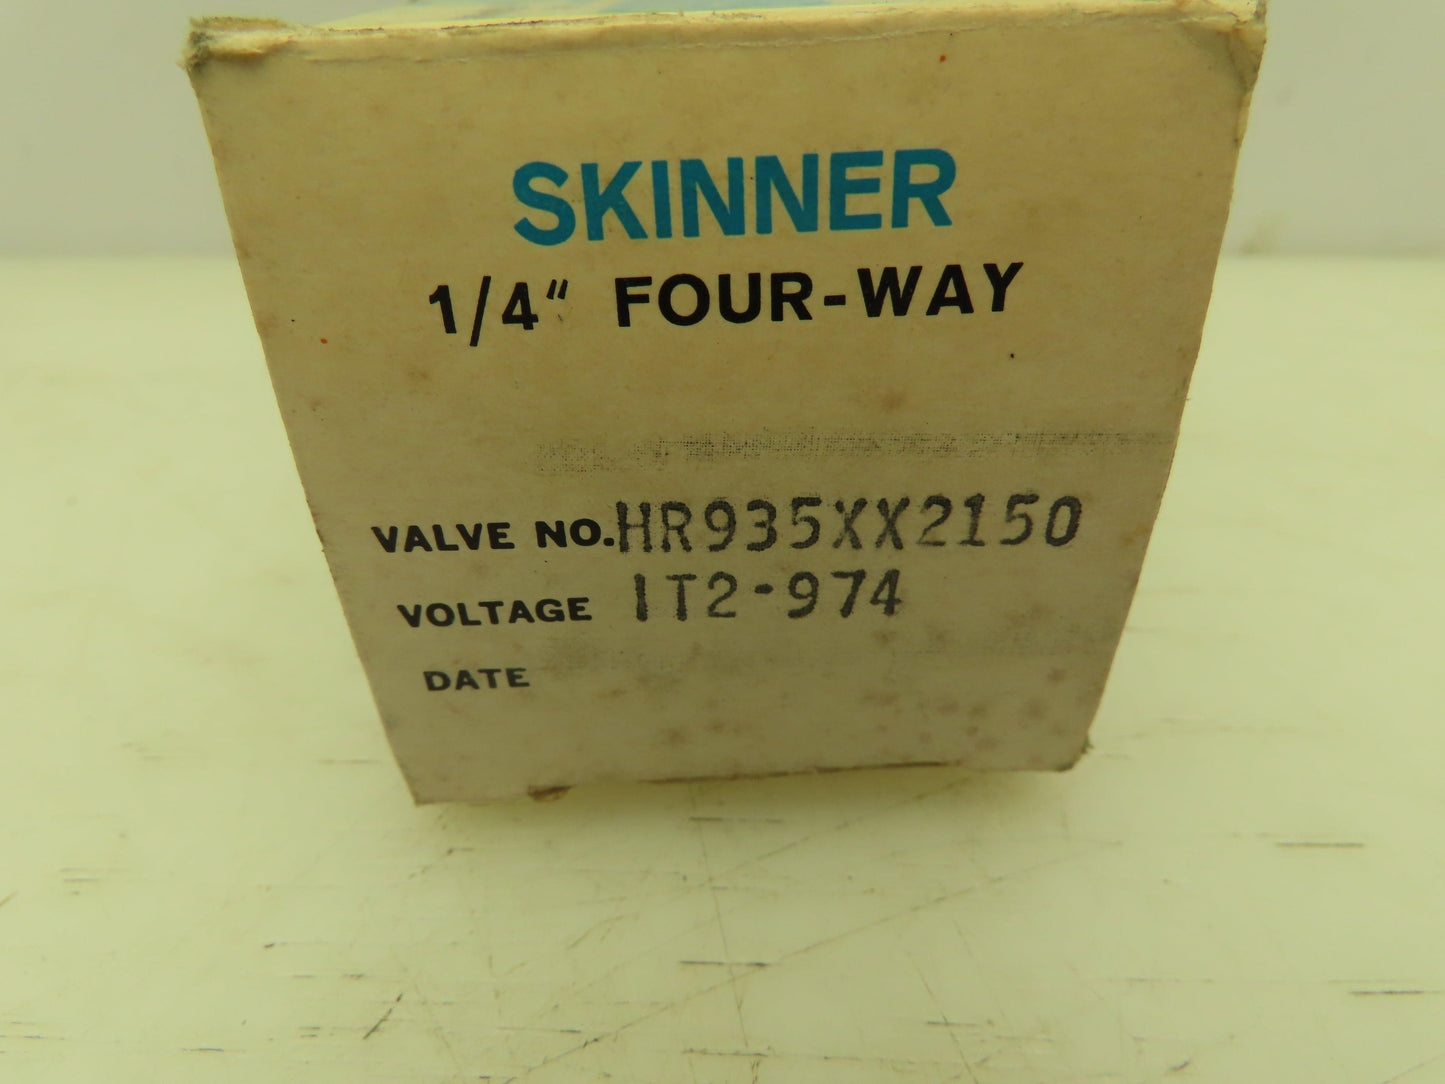 SKINNER
1/4" FOUR-WAY
VALVE NO. HR935XX2150
VOLTAGE 1T2-974
DATE